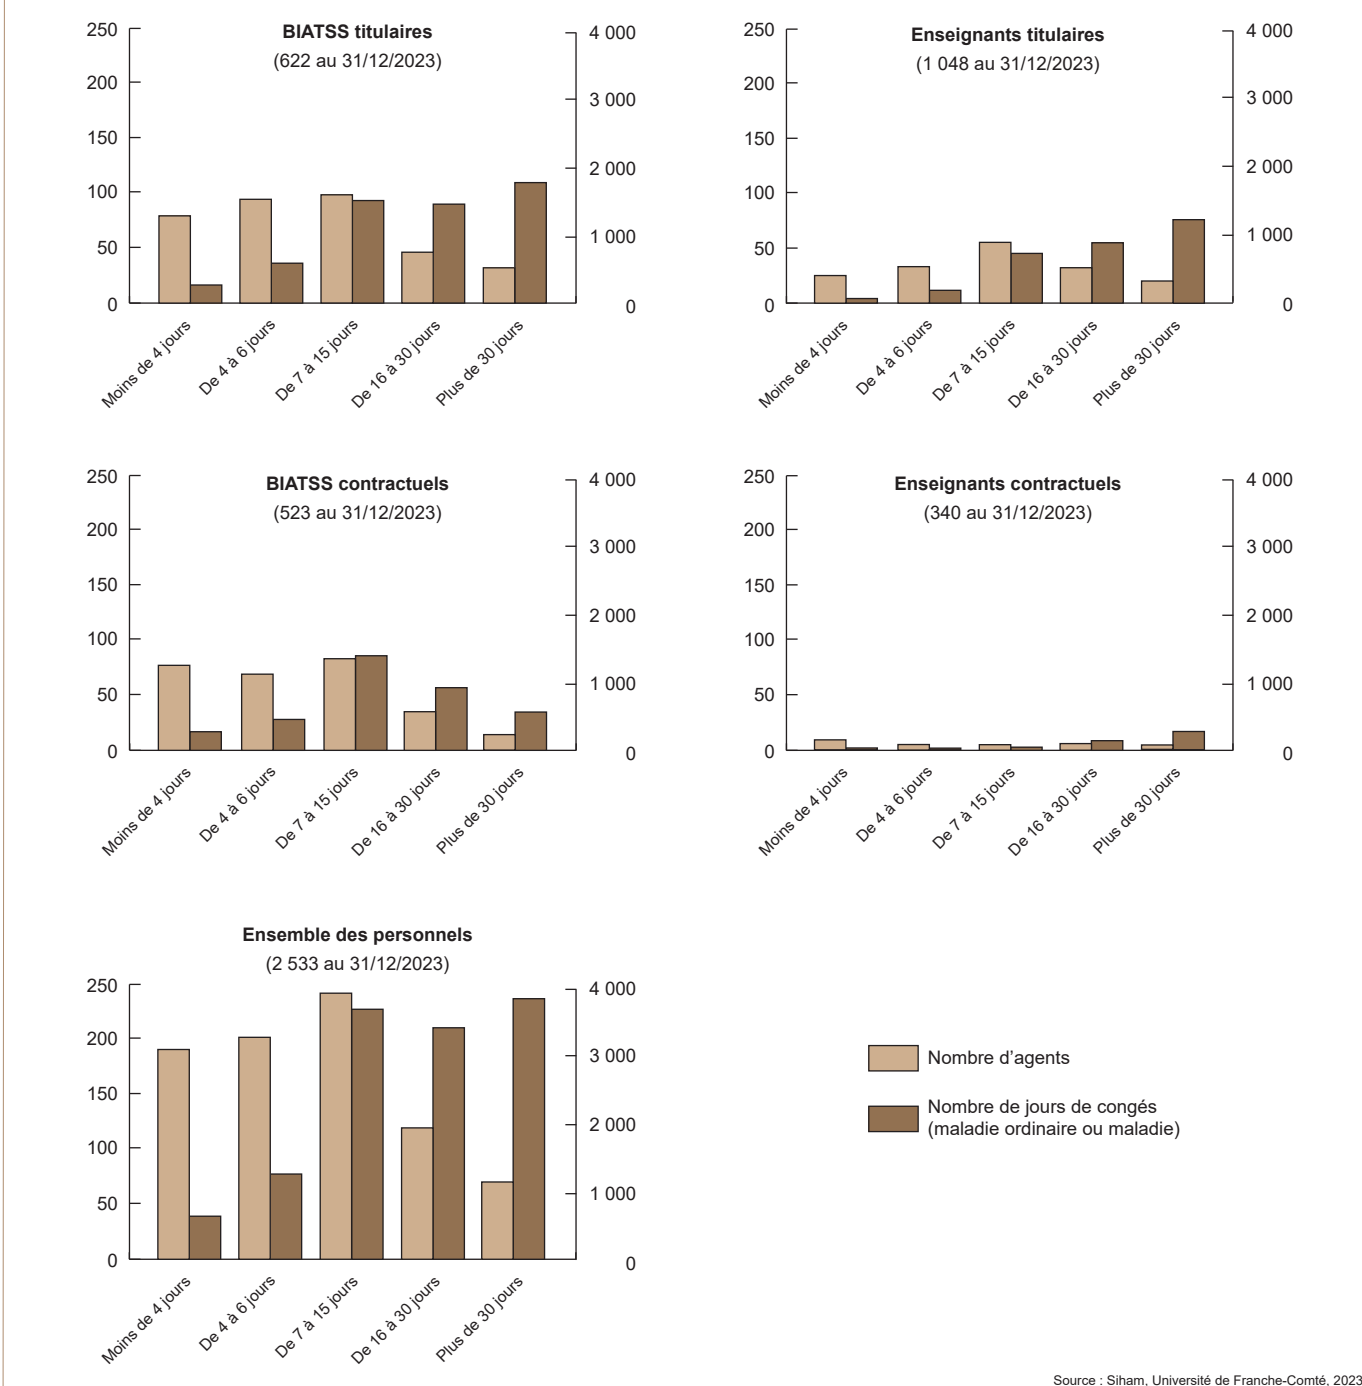 BIATSS titulaires
(622 au 31/12/2023)
250
200
150
100
50
0
4 000
3 000
2 000
1 000
0
Moins de 4 jours
De 4 à 6 jours
De 7 à 15 jours
De 16 à 30 jours
Plus de 30 jours
Enseignants titulaires
(1 048 au 31/12/2023)
250
200
150
100
50
0
4 000
3 000
2 000
1 000
0
Moins de 4 jours
De 4 à 6 jours
De 7 à 15 jours
De 16 à 30 jours
Plus de 30 jours
BIATSS contractuels
(523 au 31/12/2023)
250
200
150
100
50
0
4 000
3 000
2 000
1 000
0
Moins de 4 jours
De 4 à 6 jours
De 7 à 15 jours
De 16 à 30 jours
Plus de 30 jours
Enseignants contractuels
(340 au 31/12/2023)
250
200
150
100
50
0
4 000
3 000
2 000
1 000
0
Moins de 4 jours
De 4 à 6 jours
De 7 à 15 jours
De 16 à 30 jours
Plus de 30 jours
Ensemble des personnels
(2 533 au 31/12/2023)
250
200
150
100
50
0
4 000
3 000
2 000
1 000
0
Moins de 4 jours
De 4 à 6 jours
De 7 à 15 jours
De 16 à 30 jours
Plus de 30 jours
Nombre d'agents
Nombre de jours de congés
(maladie ordinaire ou maladie)
Source : Siham, Université de Franche-Comté, 2023